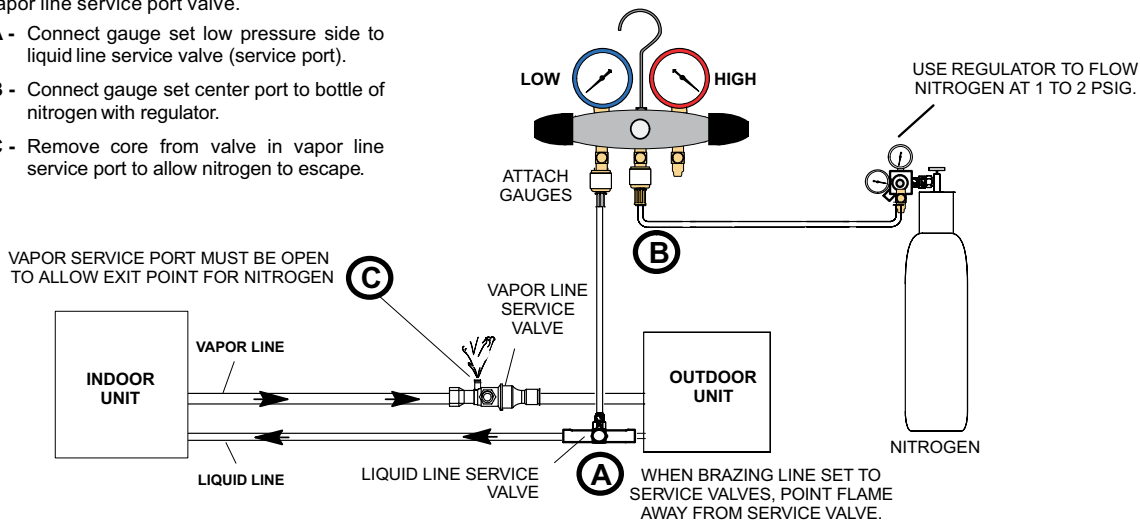 vapor line service port valve.
A - Connect gauge set low pressure side to
liquid line service valve (service port).
B - Connect gauge set center port to bottle of
nitrogen with regulator.
C - Remove core from valve in vapor line
service port to allow nitrogen to escape.
LOW
HIGH
USE REGULATOR TO FLOW
NITROGEN AT 1 TO 2 PSIG.
ATTACH
GAUGES
B
VAPOR SERVICE PORT MUST BE OPEN
TO ALLOW EXIT POINT FOR NITROGEN
C
VAPOR LINE
SERVICE
VALVE
INDOOR
UNIT
VAPOR LINE
OUTDOOR
UNIT
NITROGEN
LIQUID LINE
LIQUID LINE SERVICE
VALVE
A
WHEN BRAZING LINE SET TO
SERVICE VALVES, POINT FLAME
AWAY FROM SERVICE VALVE.